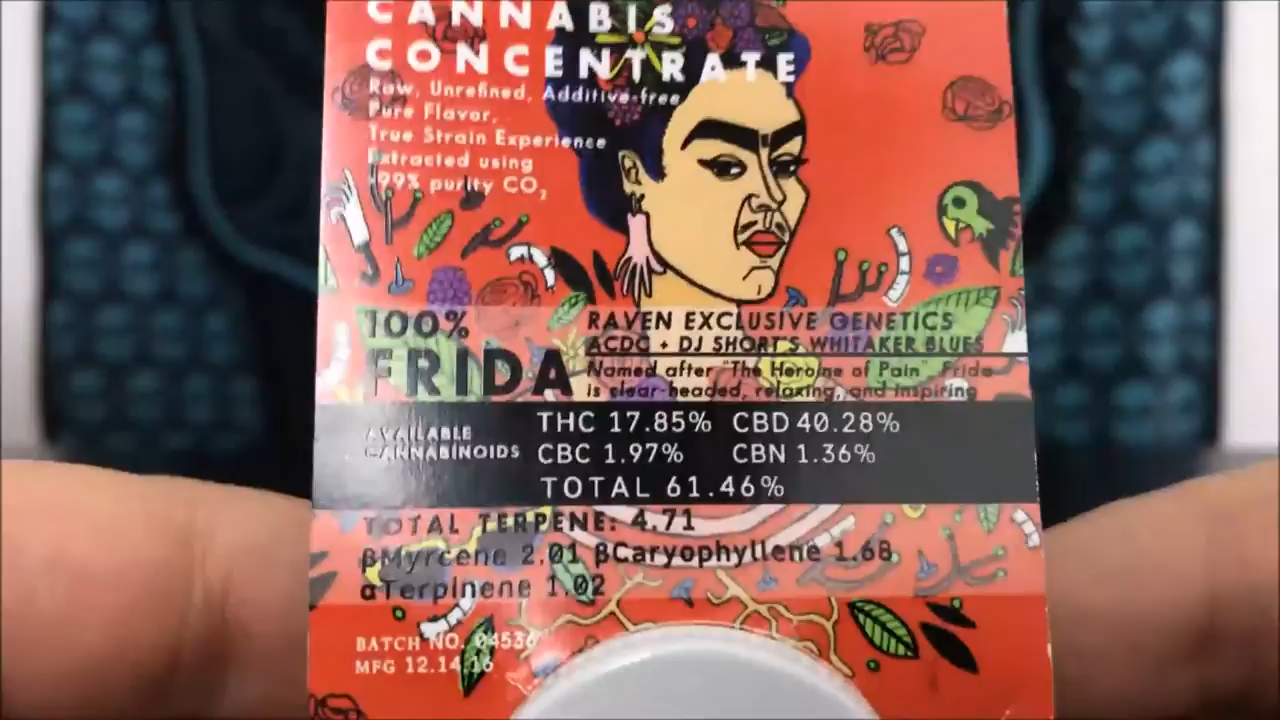 CANNABIS
CONCENTRATE
Raw, Unrefined, Additive-free
Pure Flavor,
True Strain Experience
Extracted using
99% purity CO₂
100%
FRIDA
RAVEN EXCLUSIVE GENETICS
ACDC + DJ SHORT'S WHITAKER BLUES
Named after "The Heroine of Pain" Frida
is clear-headed, relaxing, and inspiring
AVAILABLE
CANNABINOIDS
THC 17.85% CBD 40.28%
CBC 1.97% CBN 1.36%
TOTAL 61.46%
TOTAL TERPENE: 4.71
βMyrcene 2.01 βCaryophyllene 1.68
αTerpinene 1.02
BATCH NO. 04536
MFG 12.14.16